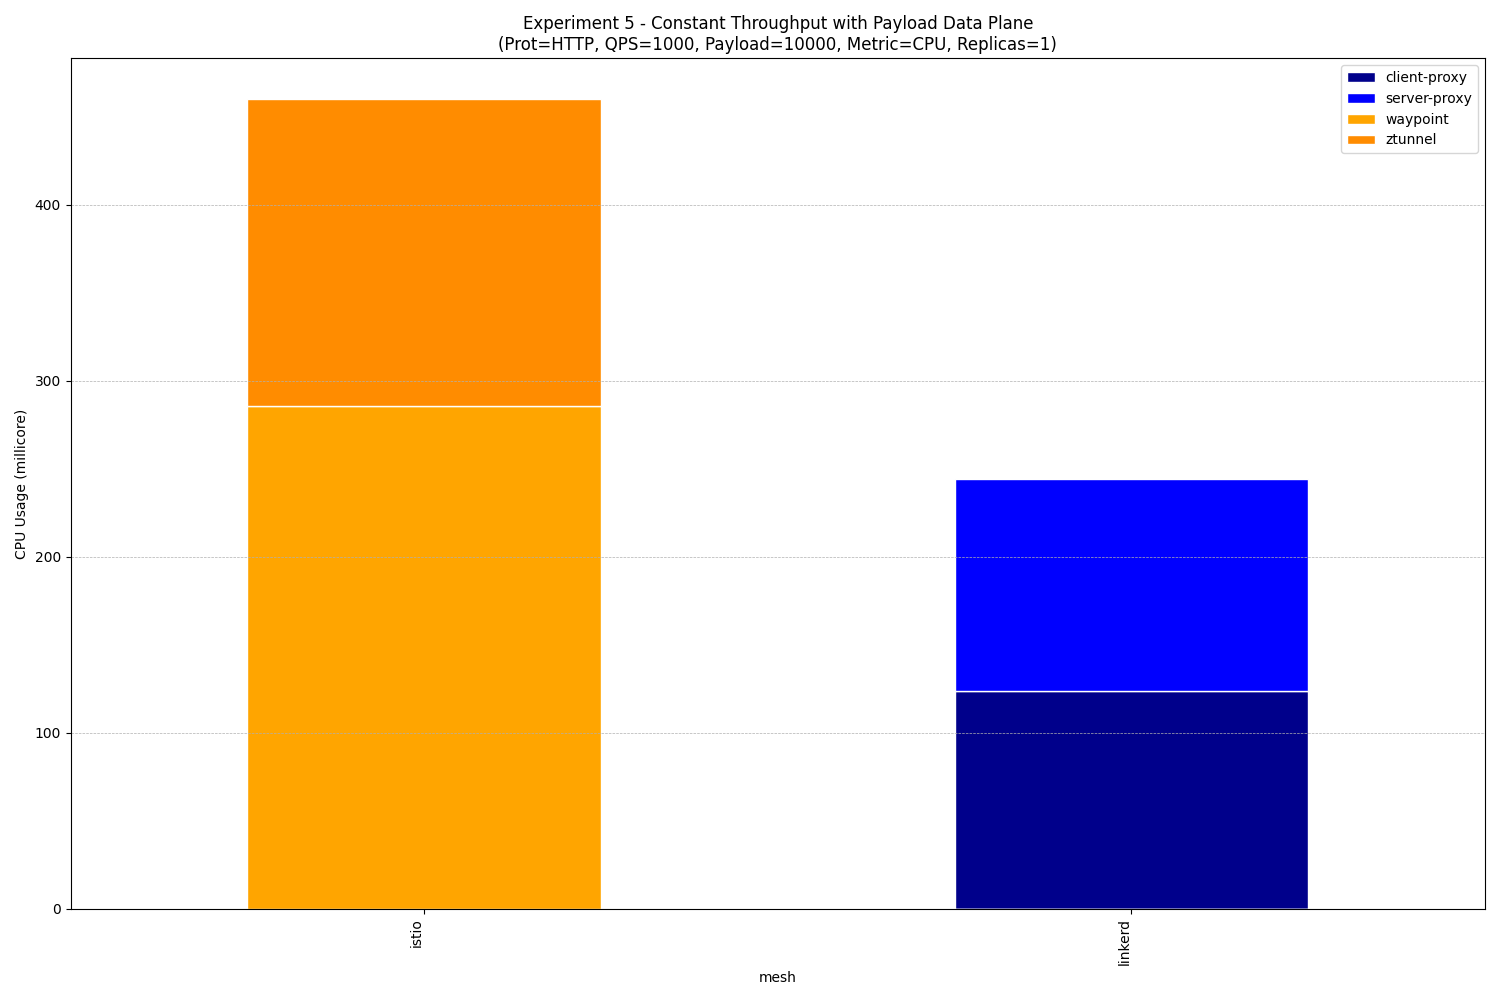 Experiment 5 - Constant Throughput with Payload Data Plane
(Prot=HTTP, QPS=1000, Payload=10000, Metric=CPU, Replicas=1)
client-proxy
server-proxy
waypoint
ztunnel
CPU Usage (millicore)
400
300
200
100
0
istio
linkerd
mesh